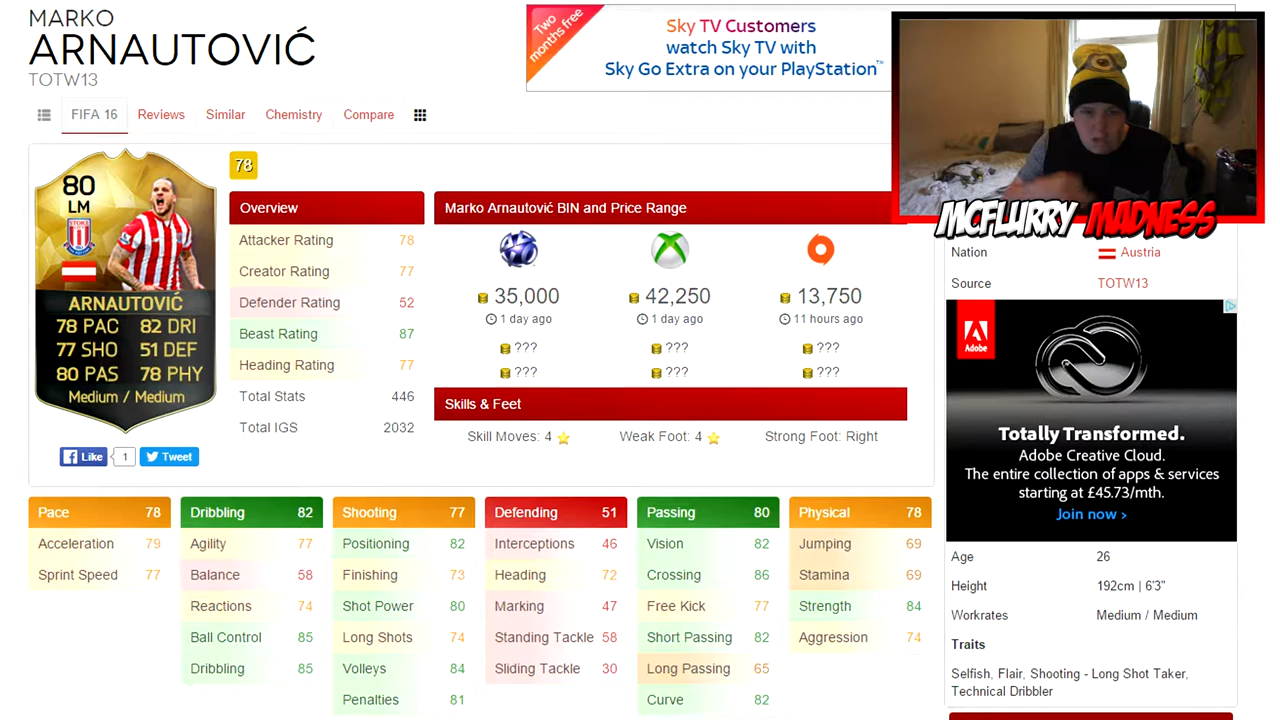 MARKO
ARNAUTOVIĆ
TOTW13
Two months free
Sky TV Customers
watch Sky TV with
Sky Go Extra on your PlayStation™
FIFA 16 Reviews Similar Chemistry Compare
MCFLURRY MADNESS
80
LM
ARNAUTOVIĆ
78 PAC 82 DRI
77 SHO 51 DEF
80 PAS 78 PHY
Medium / Medium
Like 1 Tweet
78
Overview
Attacker Rating 78
Creator Rating 77
Defender Rating 52
Beast Rating 87
Heading Rating 77
Total Stats 446
Total IGS 2032
Marko Arnautović BIN and Price Range
35,000 42,250 13,750
1 day ago 1 day ago 11 hours ago
??? ??? ???
??? ??? ???
Skills & Feet
Skill Moves: 4 Weak Foot: 4 Strong Foot: Right
Nation Austria
Source TOTW13
Adobe
Totally Transformed.
Adobe Creative Cloud.
The entire collection of apps & services
starting at £45.73/mth.
Join now >
Pace 78
Acceleration 79
Sprint Speed 77
Dribbling 82
Agility 77
Balance 58
Reactions 74
Ball Control 85
Dribbling 85
Shooting 77
Positioning 82
Finishing 73
Shot Power 80
Long Shots 74
Volleys 84
Penalties 81
Defending 51
Interceptions 46
Heading 72
Marking 47
Standing Tackle 58
Sliding Tackle 30
Passing 80
Vision 82
Crossing 86
Free Kick 77
Short Passing 82
Long Passing 65
Curve 82
Physical 78
Jumping 69
Stamina 69
Strength 84
Aggression 74
Age 26
Height 192cm | 6'3"
Workrates Medium / Medium
Traits
Selfish, Flair, Shooting - Long Shot Taker,
Technical Dribbler